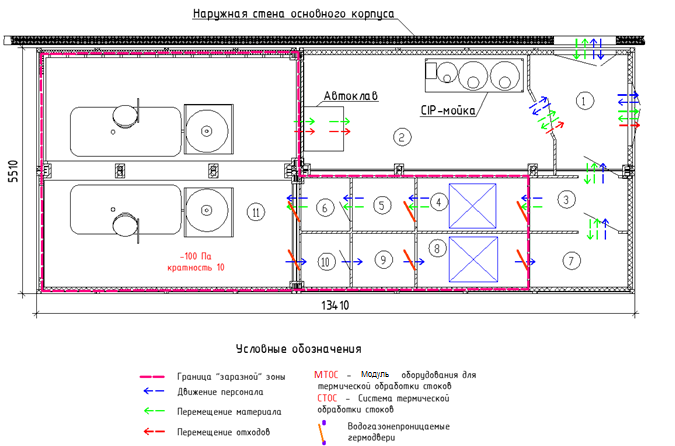 Наружная стена основного корпуса
Автоклав
CIP-мойка
1
2
3
4
5
6
7
8
9
10
11
-100 Па
кратность 10
5510
13410
Условные обозначения
Граница "заразной" зоны
Движение персонала
Перемещение материала
Перемещение отходов
МТОС - Модуль оборудования для
термической обработки стоков
СТОС - Система термической
обработки стоков
Водогазонепроницаемые
гермодвери